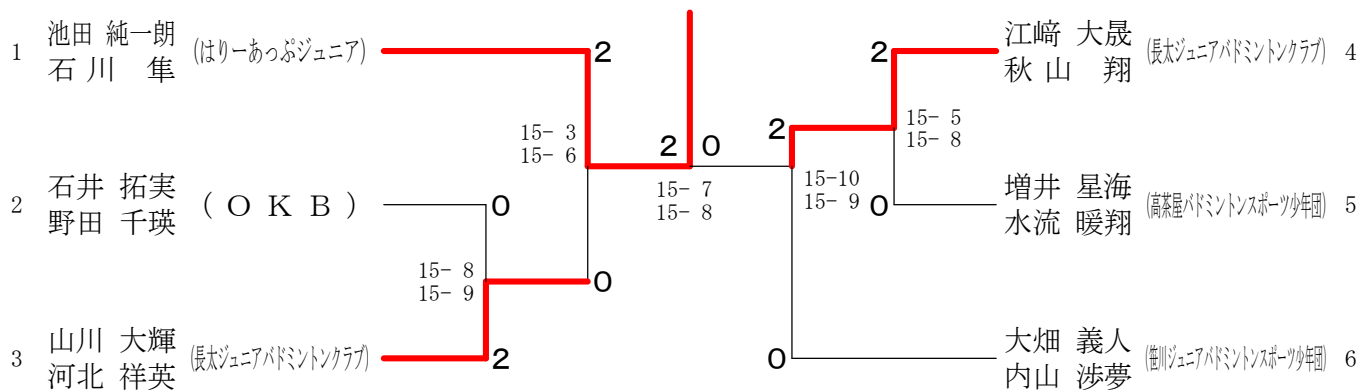 1 池田 純一朗 (はりーあっぷジュニア) 2
石川 隼
15- 3
15- 6
2 0
15- 7
15- 8
2 石井 拓実 (OKB) 0
野田 千瑛
15- 8
15- 9
0
3 山川 大輝 (長太ジュニアバドミントンクラブ) 2
河北 祥英
2 江﨑 大晟 (長太ジュニアバドミントンクラブ) 4
秋山 翔
2
15- 5
15- 8
15-10
15- 9
0 増井 星海 (高茶屋バドミントンスポーツ少年団) 5
水流 暖翔
0 大畑 義人 (笹川ジュニアバドミントンスポーツ少年団) 6
内山 渉夢